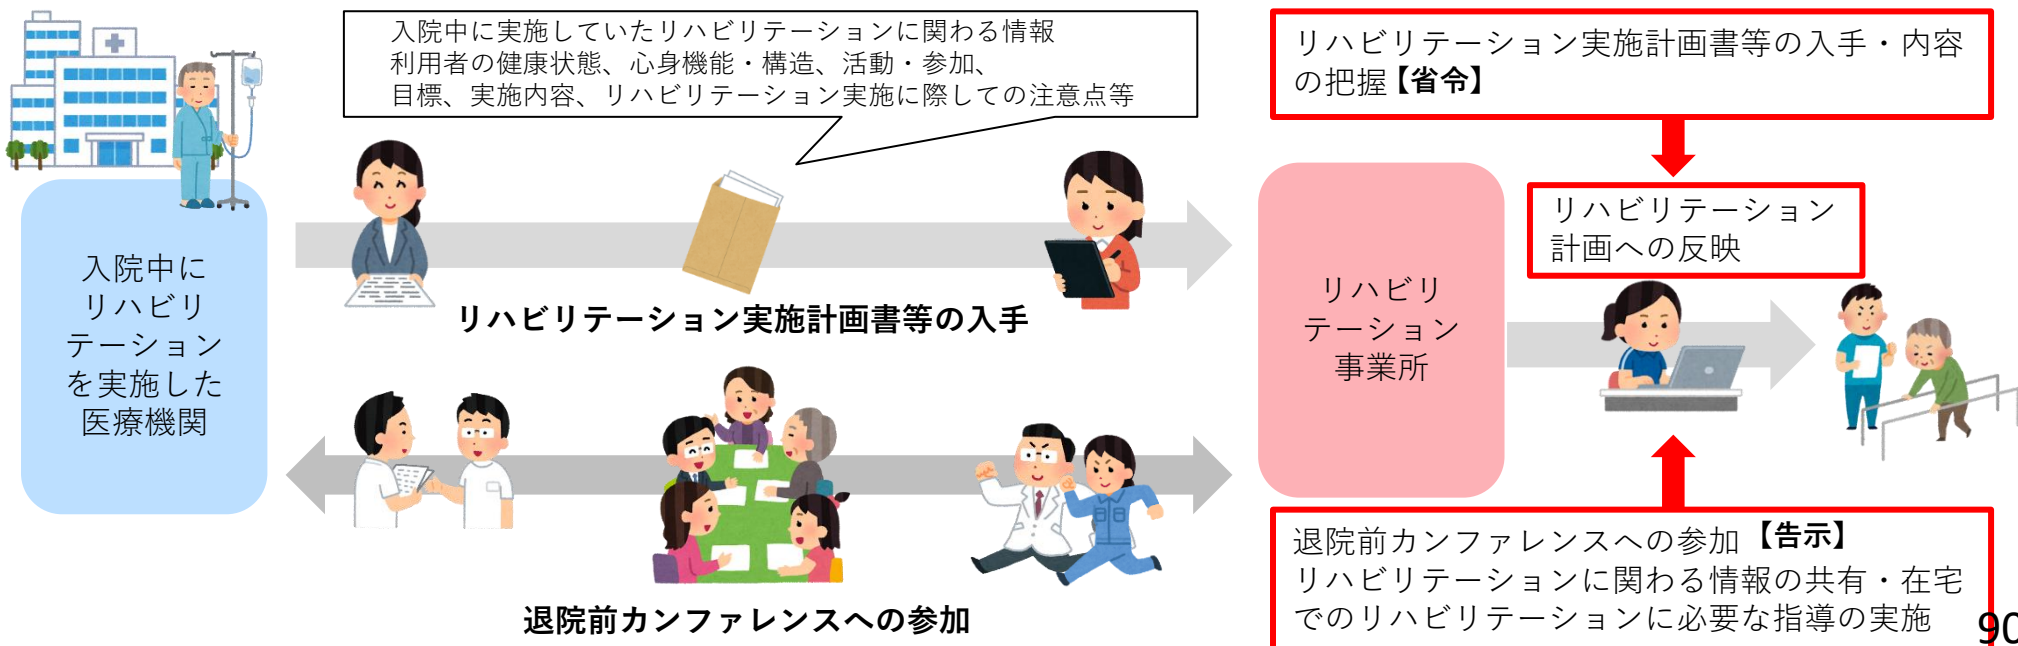 入院中に実施していたリハビリテーションに関わる情報
利用者の健康状態、心身機能・構造、活動・参加、
目標、実施内容、リハビリテーション実施に際しての注意点等
リハビリテーション実施計画書等の入手・内容
の把握【省令】
リハビリテーション
計画への反映
入院中に
リハビリ
テーション
を実施した
医療機関
リハビリテーション実施計画書等の入手
リハビリ
テーション
事業所
退院前カンファレンスへの参加
退院前カンファレンスへの参加【告示】
リハビリテーションに関わる情報の共有・在宅
でのリハビリテーションに必要な指導の実施
90